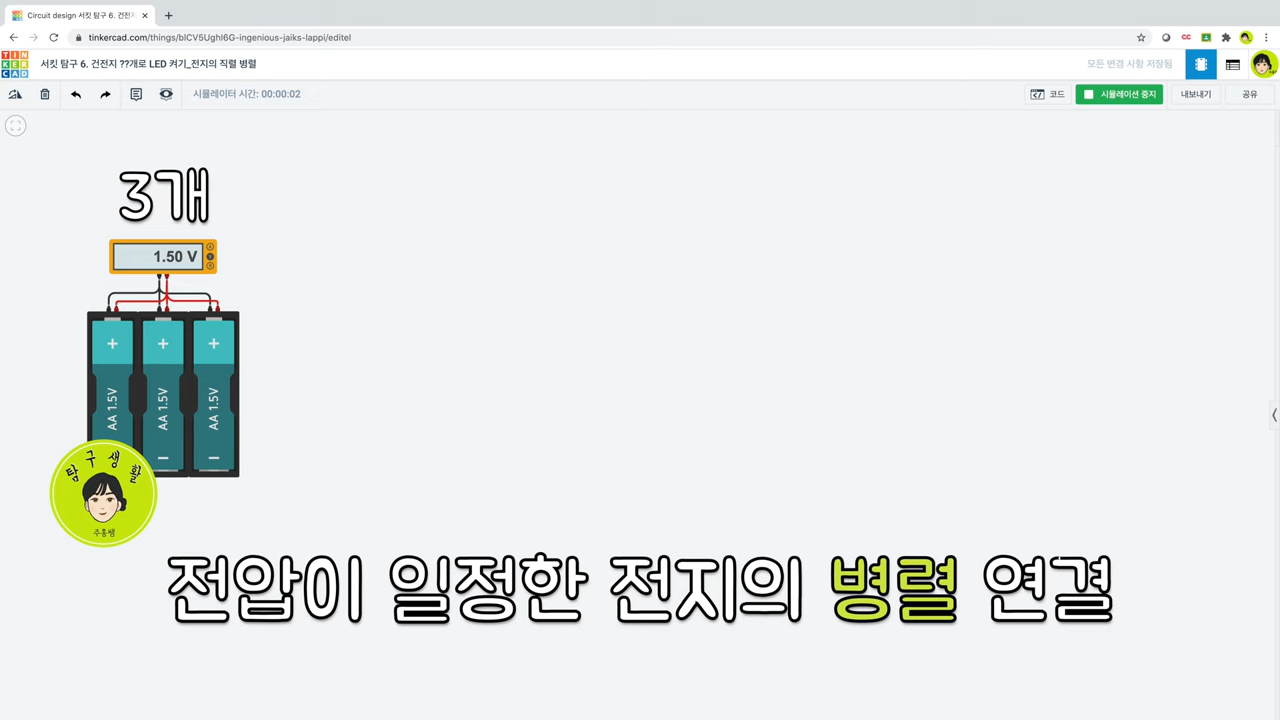 Circuit design 서킷 탐구 6. 건전지
tinkercad.com/things/blCV5UghI6G-ingenious-jaiks-lappi/editel
TIN
KER
CAD
서킷 탐구 6. 건전지 ??개로 LED 켜기_전지의 직렬 병렬
모든 변경 사항 저장됨
시뮬레이터 시간: 00:00:02
코드
시뮬레이션 중지
내보내기
공유
3개
1.50 V
A
V
R
+ + +
AA 1.5V AA 1.5V AA 1.5V
− −
탐구생활
주홍쌤
전압이 일정한 전지의 병렬 연결